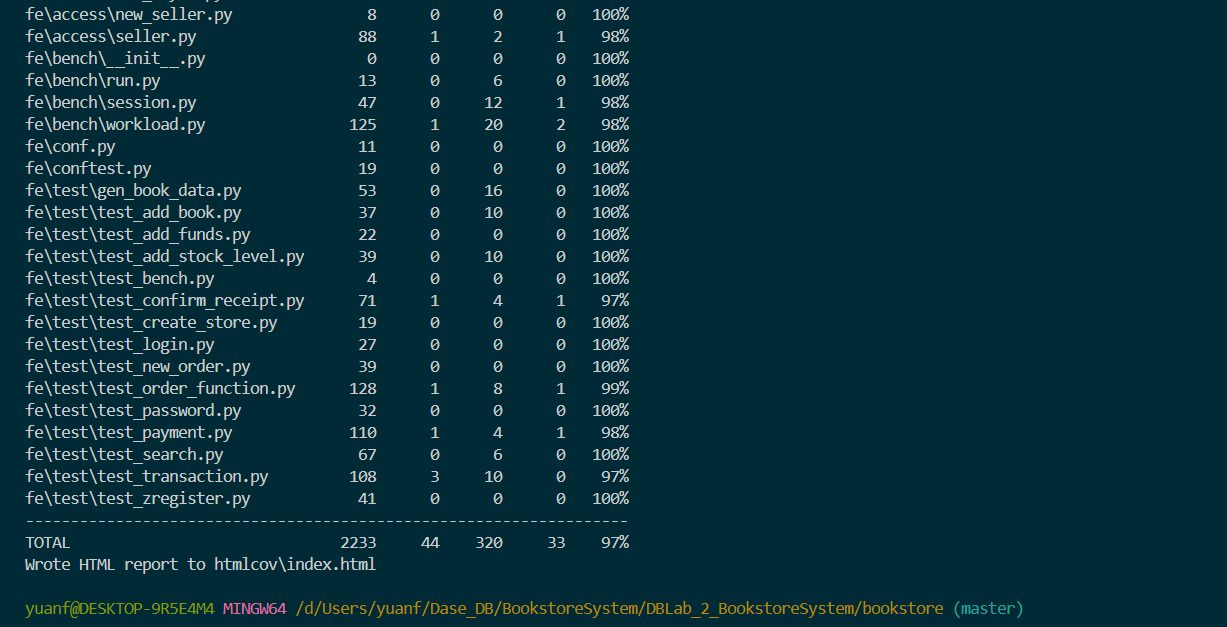 fe\access\new_seller.py 8 0 0 0 100%
fe\access\seller.py 88 1 2 1 98%
fe\bench\__init__.py 0 0 0 0 100%
fe\bench\run.py 13 0 6 0 100%
fe\bench\session.py 47 0 12 1 98%
fe\bench\workload.py 125 1 20 2 98%
fe\conf.py 11 0 0 0 100%
fe\conftest.py 19 0 0 0 100%
fe\test\gen_book_data.py 53 0 16 0 100%
fe\test\test_add_book.py 37 0 10 0 100%
fe\test\test_add_funds.py 22 0 0 0 100%
fe\test\test_add_stock_level.py 39 0 10 0 100%
fe\test\test_bench.py 4 0 0 0 100%
fe\test\test_confirm_receipt.py 71 1 4 1 97%
fe\test\test_create_store.py 19 0 0 0 100%
fe\test\test_login.py 27 0 0 0 100%
fe\test\test_new_order.py 39 0 0 0 100%
fe\test\test_order_function.py 128 1 8 1 99%
fe\test\test_password.py 32 0 0 0 100%
fe\test\test_payment.py 110 1 4 1 98%
fe\test\test_search.py 67 0 6 0 100%
fe\test\test_transaction.py 108 3 10 0 97%
fe\test\test_zregister.py 41 0 0 0 100%
-------------------------------------------------------------------
TOTAL 2233 44 320 33 97%
Wrote HTML report to htmlcov\index.html
yuanf@DESKTOP-9R5E4M4 MINGW64 /d/Users/yuanf/Dase_DB/BookstoreSystem/DBLab_2_BookstoreSystem/bookstore (master)